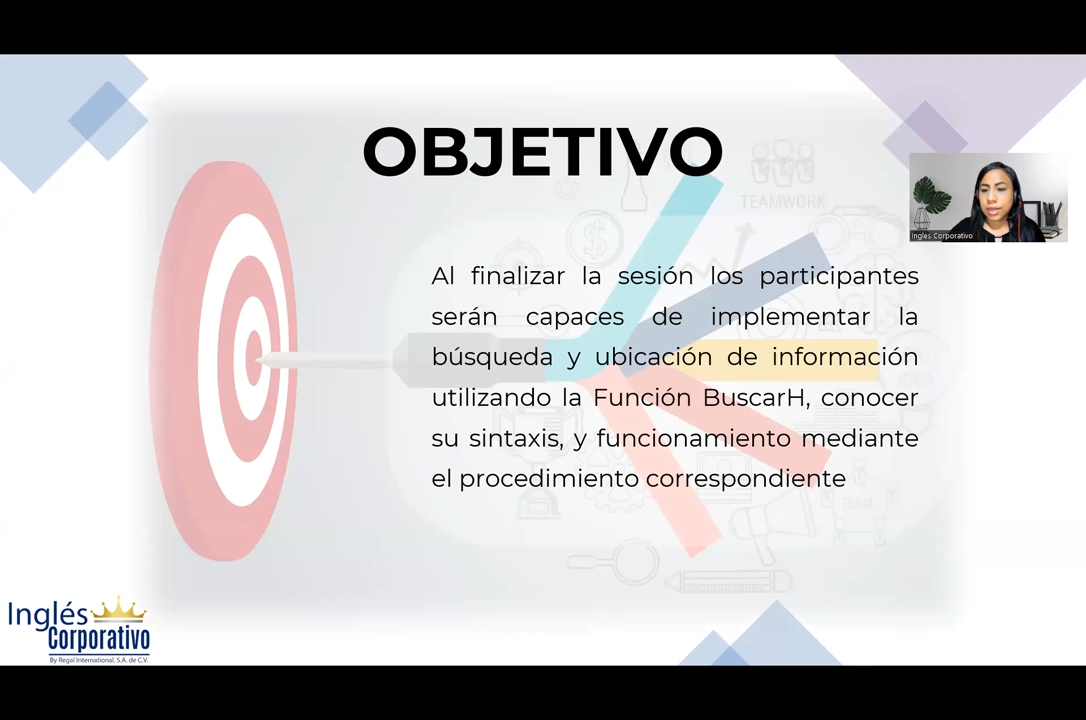 OBJETIVO
TEAMWORK
Al finalizar la sesión los participantes
serán capaces de implementar la
búsqueda y ubicación de información
utilizando la Función BuscarH, conocer
su sintaxis, y funcionamiento mediante
el procedimiento correspondiente
Inglés Corporativo
Inglés
Corporativo
By Regal International, S.A. de C.V.